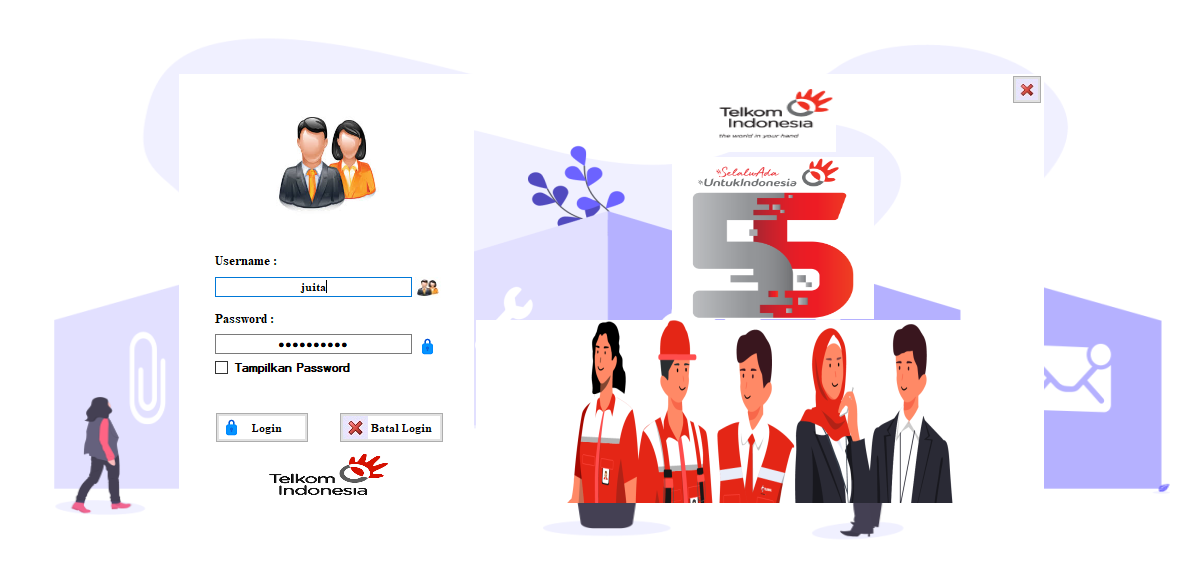 Username :
juita
Password :
Tampilkan Password
Login
Batal Login
Telkom
Indonesia
Telkom
Indonesia
the world in your hand
#SelaluAda
#UntukIndonesia
55